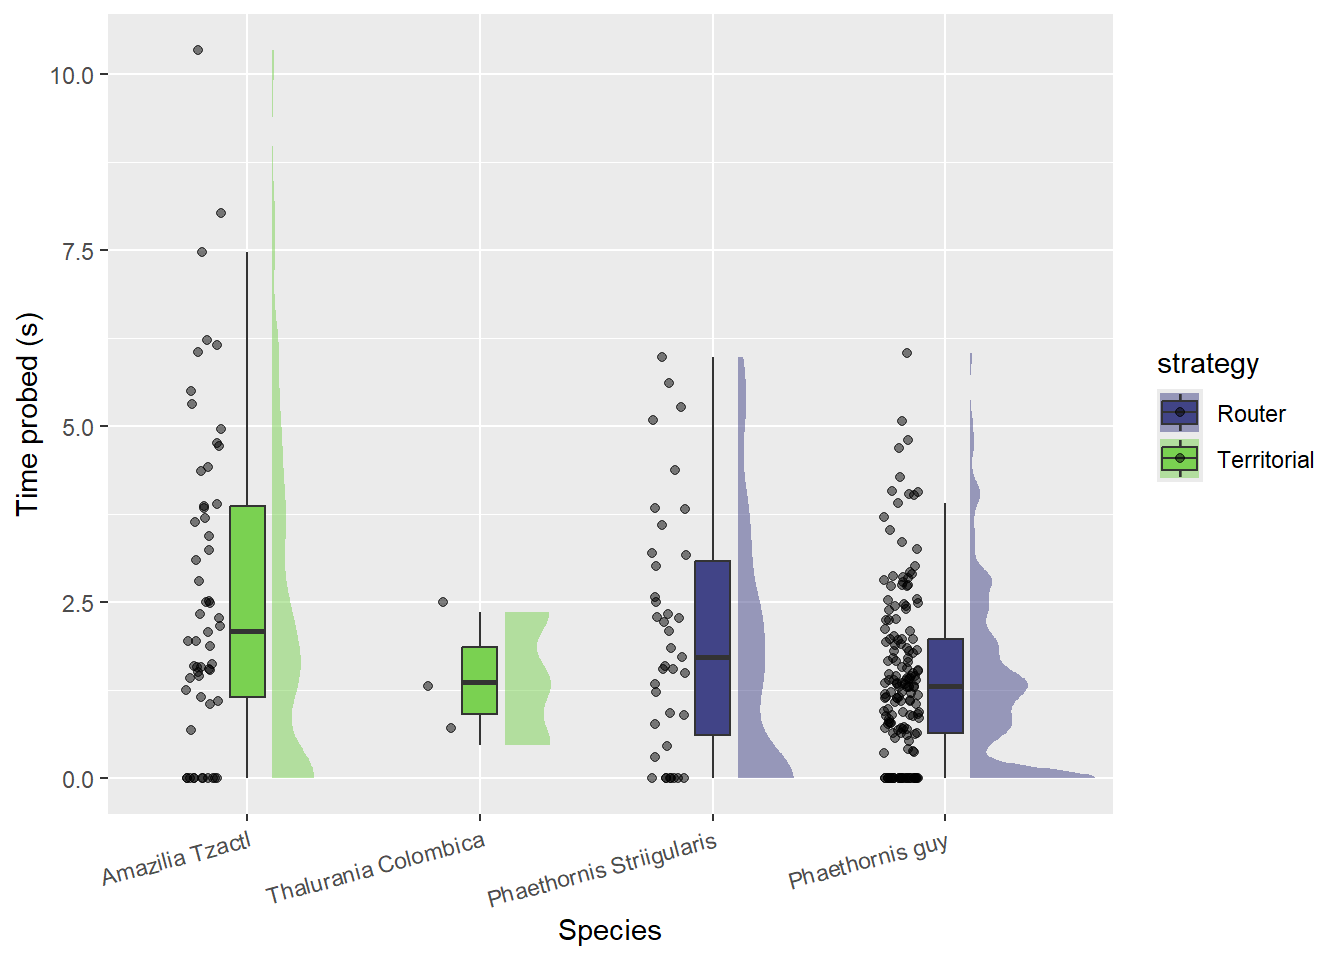 10.0
7.5
5.0
2.5
0.0
Time probed (s)
Amazilia Tzactl
Thalurania Colombica
Phaethornis Striigularis
Phaethornis guy
Species
strategy
Router
Territorial